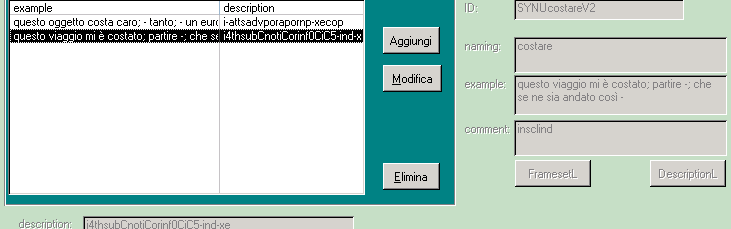 example description
questo oggetto costa caro; - tanto; - un euro i-attsadvporapornp-xecop
questo viaggio mi è costato; partire -; che se i4thsubCnotiCorinf0CiC5-ind-x
Aggiungi
Modifica
Elimina
ID: SYNUcostareV2
naming: costare
example: questo viaggio mi è costato; partire -; che
se ne sia andato così -
comment: insclind
FramesetL DescriptionL
description: i4thsubCnotiCorinf0CiC5-ind-xe